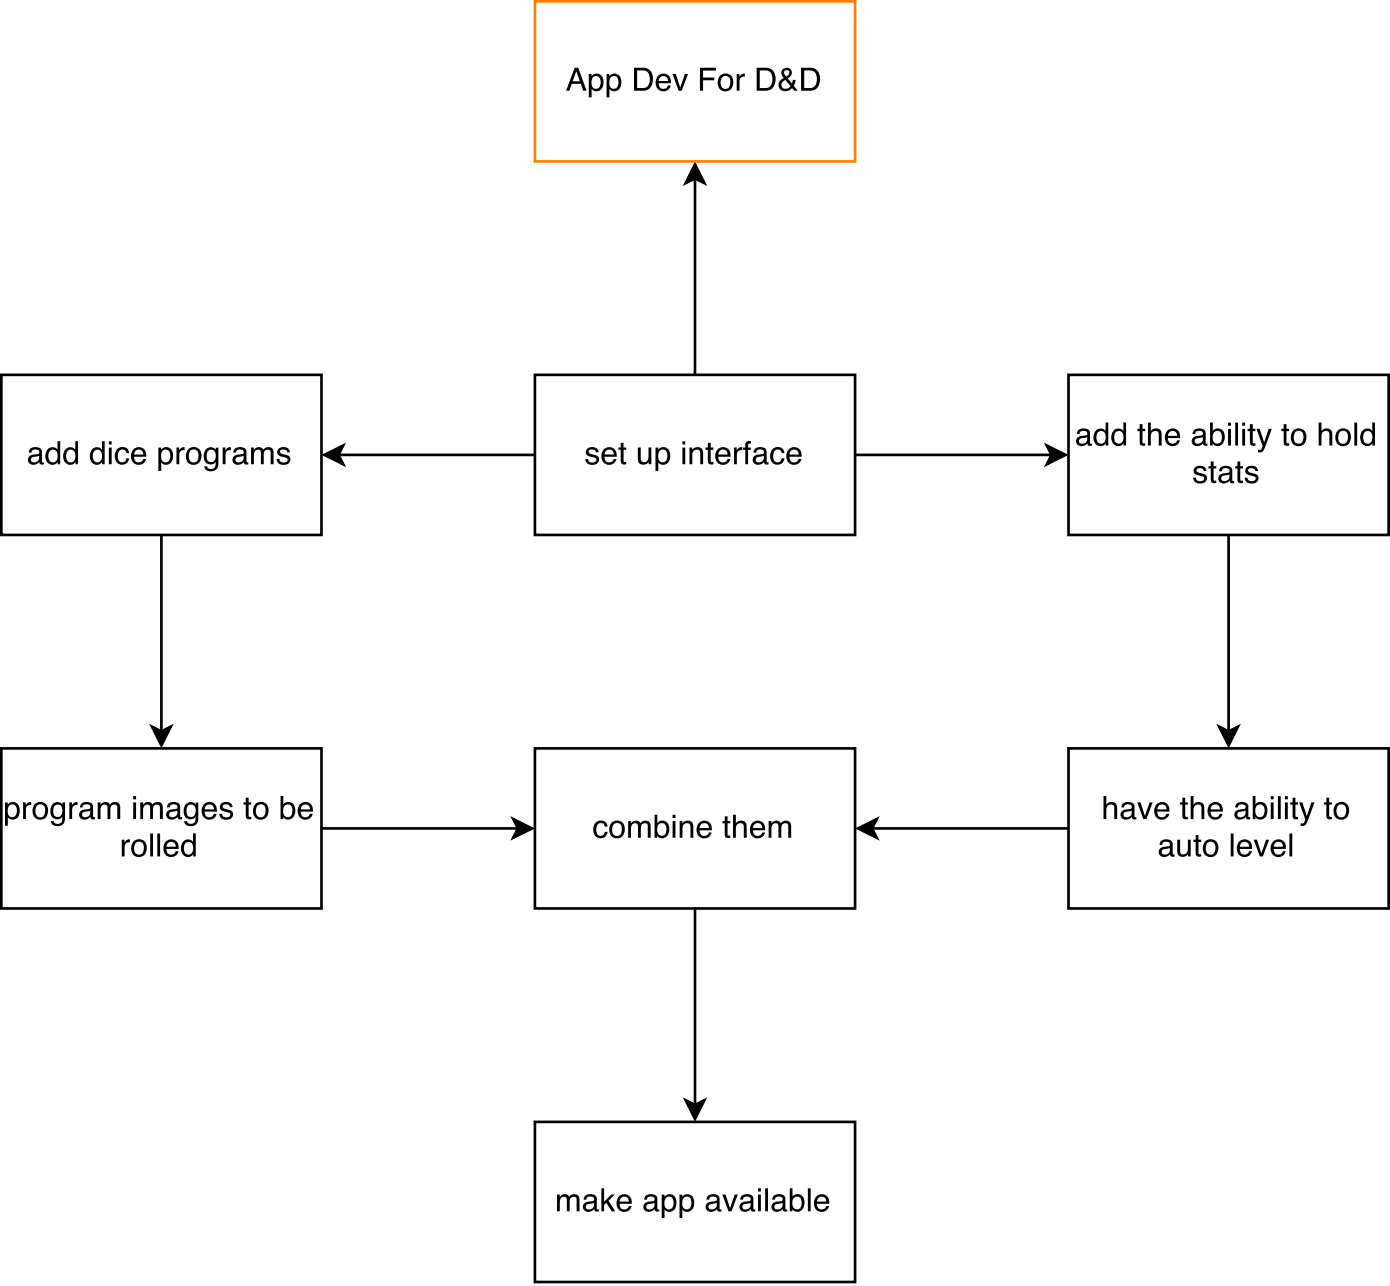 App Dev For D&D
add dice programs
set up interface
add the ability to hold
stats
program images to be
rolled
combine them
have the ability to
auto level
make app available